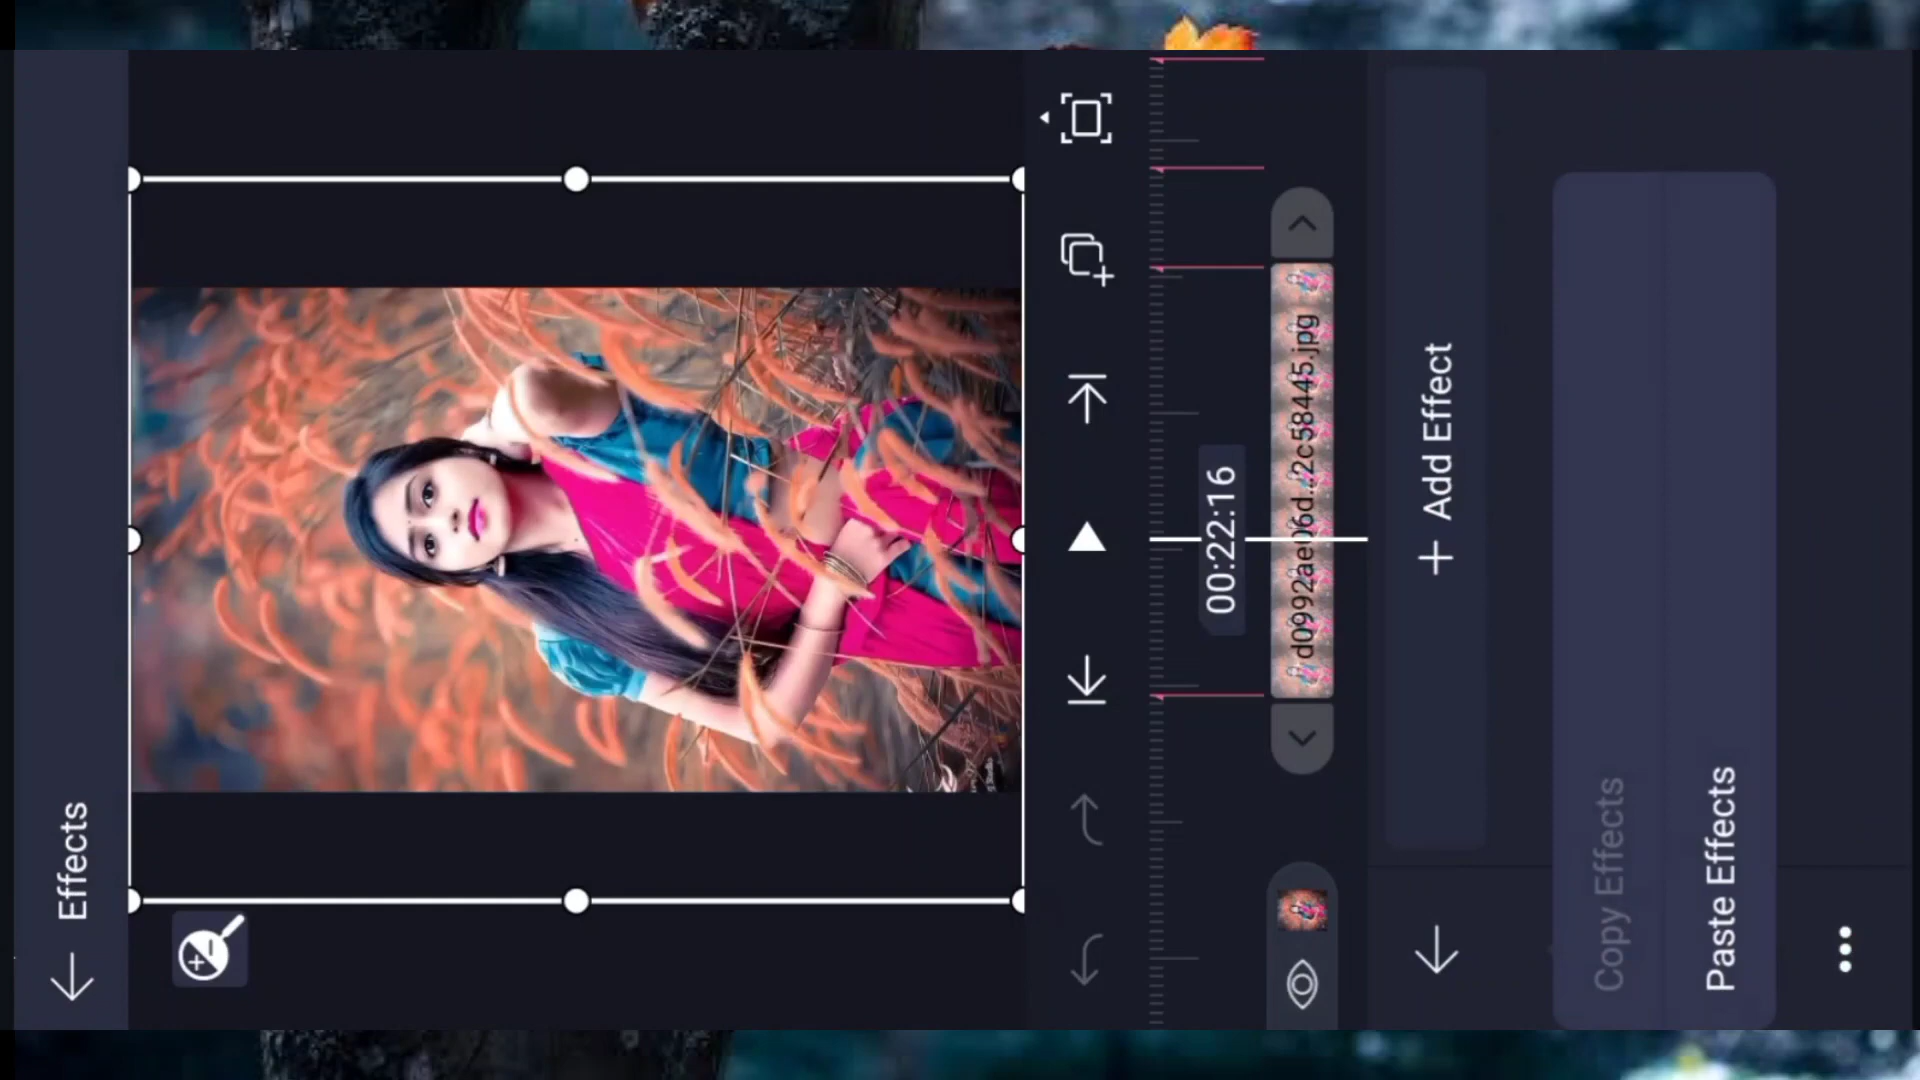 Effects
00:22:16
d0992ae06d...2c58445.jpg
+ Add Effect
Copy Effects
Paste Effects